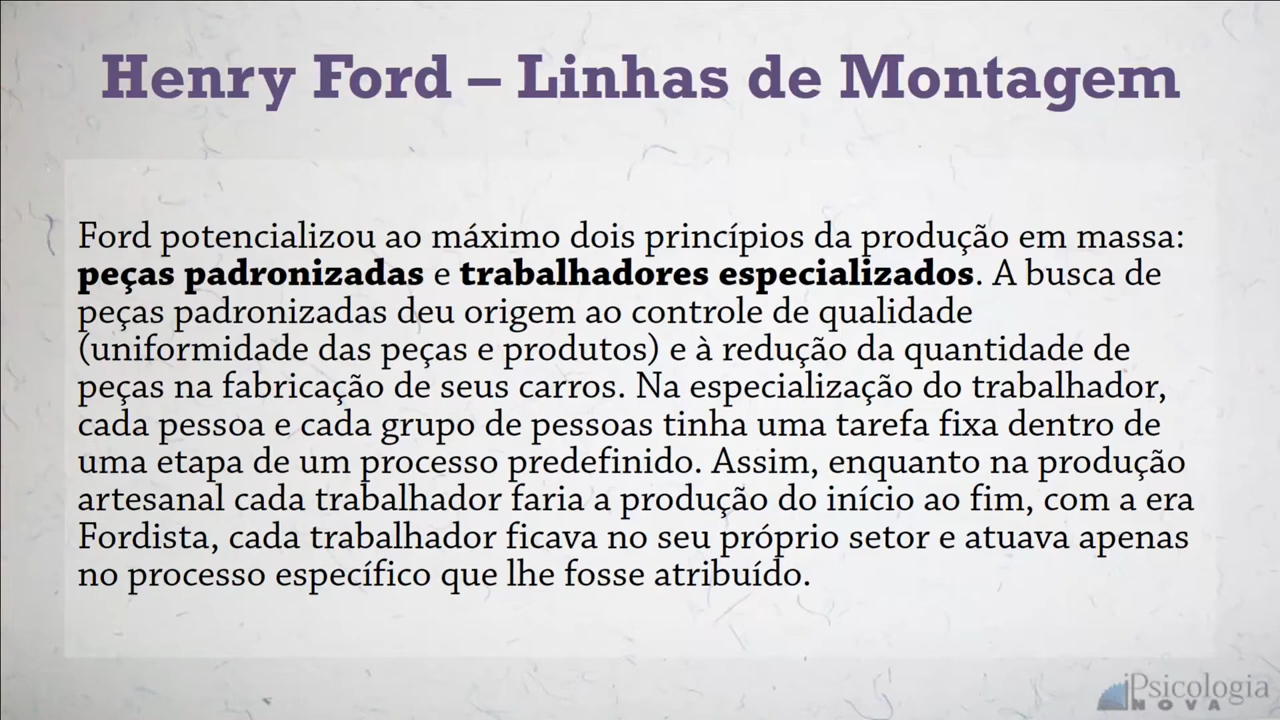 Henry Ford – Linhas de Montagem
Ford potencializou ao máximo dois princípios da produção em massa:
peças padronizadas e trabalhadores especializados. A busca de
peças padronizadas deu origem ao controle de qualidade
(uniformidade das peças e produtos) e à redução da quantidade de
peças na fabricação de seus carros. Na especialização do trabalhador,
cada pessoa e cada grupo de pessoas tinha uma tarefa fixa dentro de
uma etapa de um processo predefinido. Assim, enquanto na produção
artesanal cada trabalhador faria a produção do início ao fim, com a era
Fordista, cada trabalhador ficava no seu próprio setor e atuava apenas
no processo específico que lhe fosse atribuído.
Psicologia
NOVA